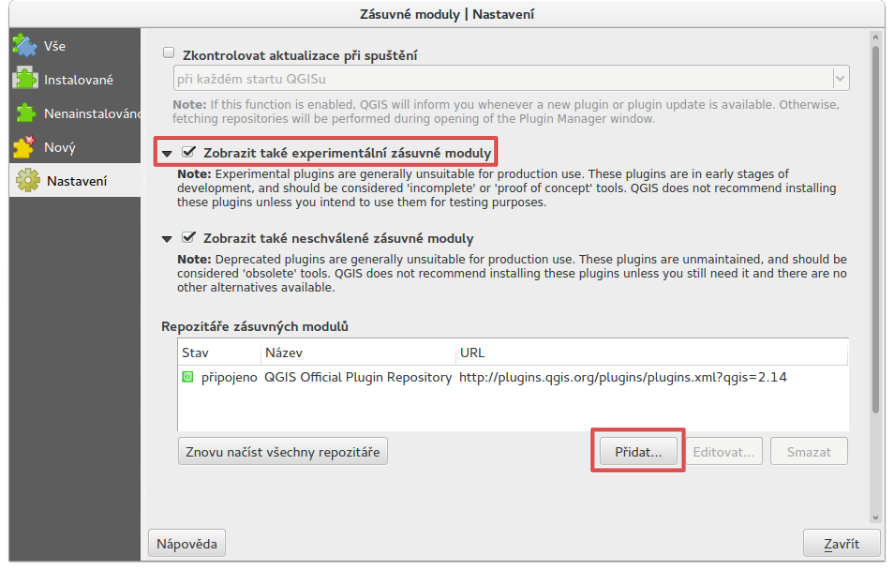 Zásuvné moduly | Nastavení
Vše
Instalované
Nenainstalováno
Nový
Nastavení
Zkontrolovat aktualizace při spuštění
při každém startu QGISu
Note: If this function is enabled, QGIS will inform you whenever a new plugin or plugin update is available. Otherwise,
fetching repositories will be performed during opening of the Plugin Manager window.
Zobrazit také experimentální zásuvné moduly
Note: Experimental plugins are generally unsuitable for production use. These plugins are in early stages of
development, and should be considered 'incomplete' or 'proof of concept' tools. QGIS does not recommend installing
these plugins unless you intend to use them for testing purposes.
Zobrazit také neschválené zásuvné moduly
Note: Deprecated plugins are generally unsuitable for production use. These plugins are unmaintained, and should be
considered 'obsolete' tools. QGIS does not recommend installing these plugins unless you still need it and there are no
other alternatives available.
Repozitáře zásuvných modulů
Stav Název URL
připojeno QGIS Official Plugin Repository http://plugins.qgis.org/plugins/plugins.xml?qgis=2.14
Znovu načíst všechny repozitáře Přidat... Editovat... Smazat
Nápověda Zavřít